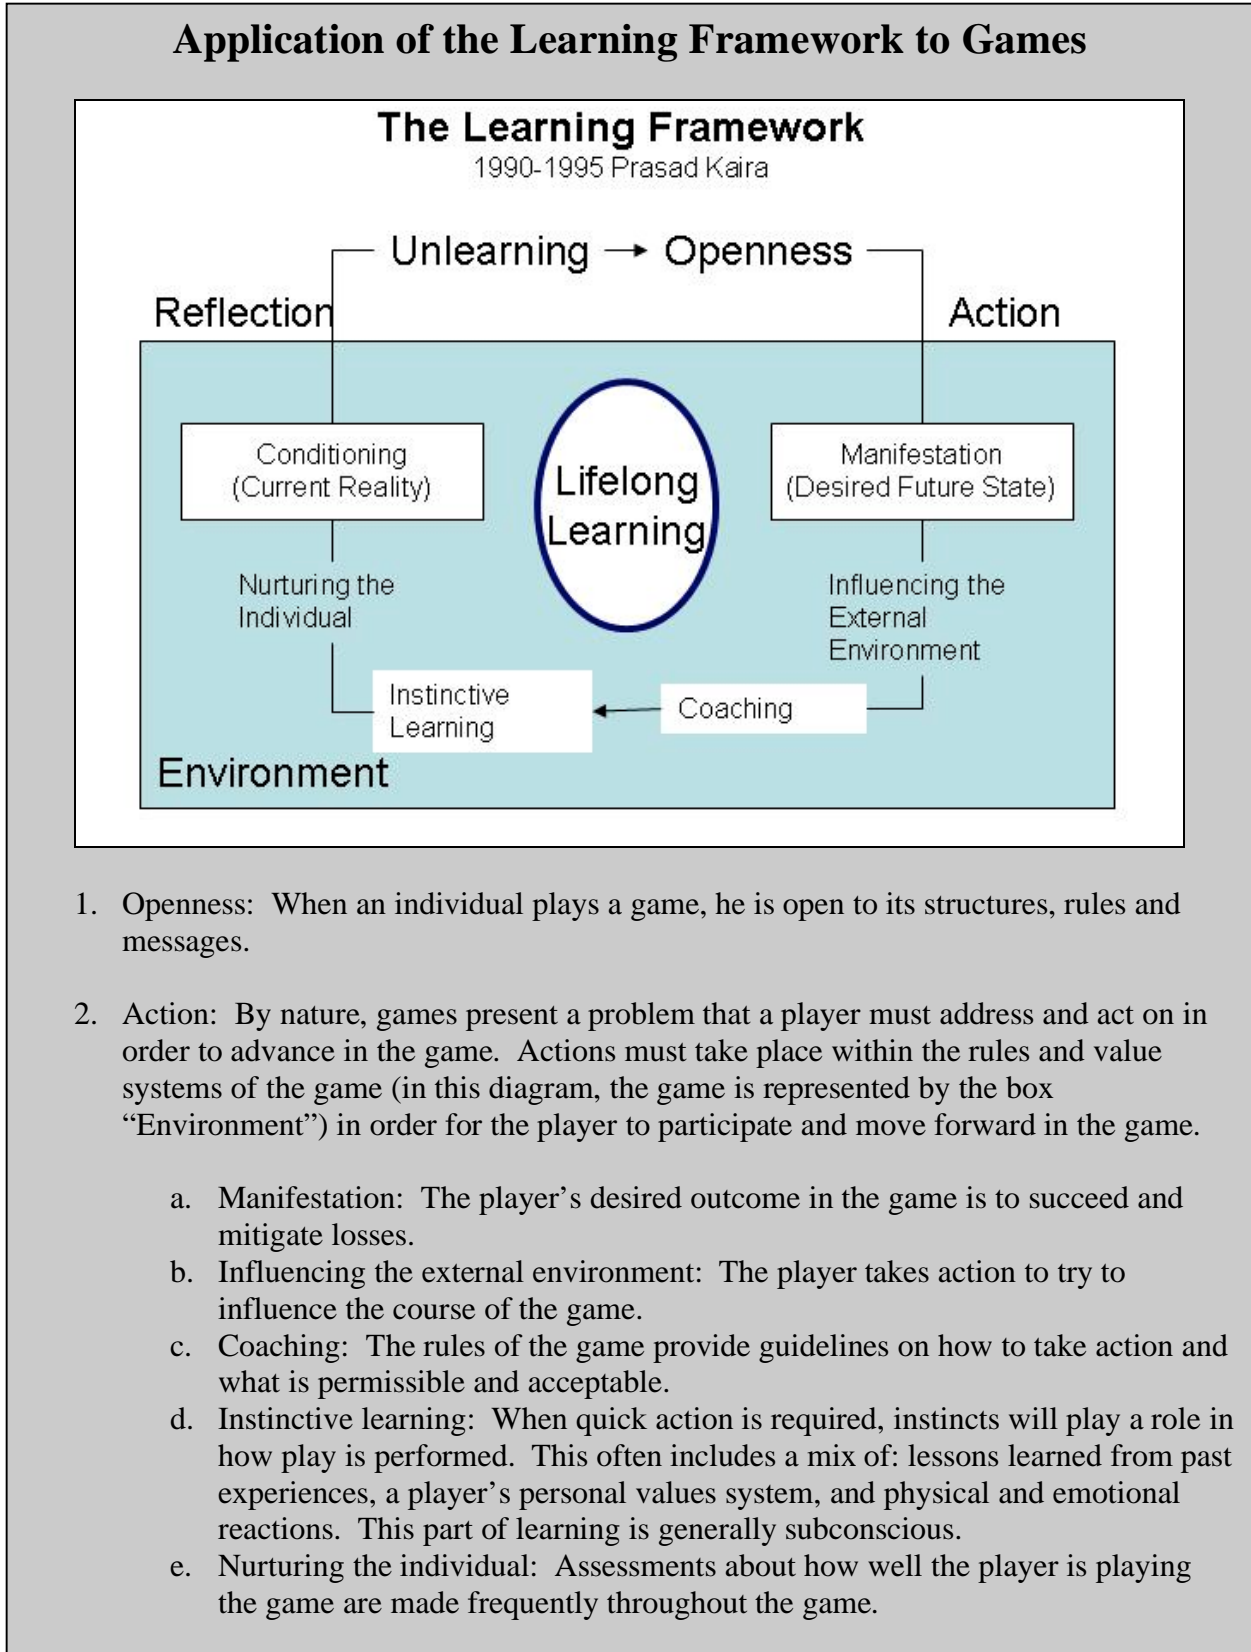 Application of the Learning Framework to Games
The Learning Framework
1990-1995 Prasad Kaira
Unlearning → Openness
Reflection
Action
Conditioning
(Current Reality)
Lifelong
Learning
Manifestation
(Desired Future State)
Nurturing the
Individual
Influencing the
External
Environment
Instinctive
Learning
Coaching
Environment
1. Openness: When an individual plays a game, he is open to its structures, rules and
messages.
2. Action: By nature, games present a problem that a player must address and act on in
order to advance in the game. Actions must take place within the rules and value
systems of the game (in this diagram, the game is represented by the box
“Environment”) in order for the player to participate and move forward in the game.
a. Manifestation: The player’s desired outcome in the game is to succeed and
mitigate losses.
b. Influencing the external environment: The player takes action to try to
influence the course of the game.
c. Coaching: The rules of the game provide guidelines on how to take action and
what is permissible and acceptable.
d. Instinctive learning: When quick action is required, instincts will play a role in
how play is performed. This often includes a mix of: lessons learned from past
experiences, a player’s personal values system, and physical and emotional
reactions. This part of learning is generally subconscious.
e. Nurturing the individual: Assessments about how well the player is playing
the game are made frequently throughout the game.